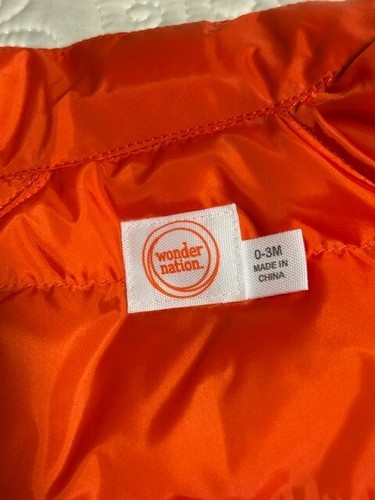 wonder
nation.
0-3M
MADE IN
CHINA